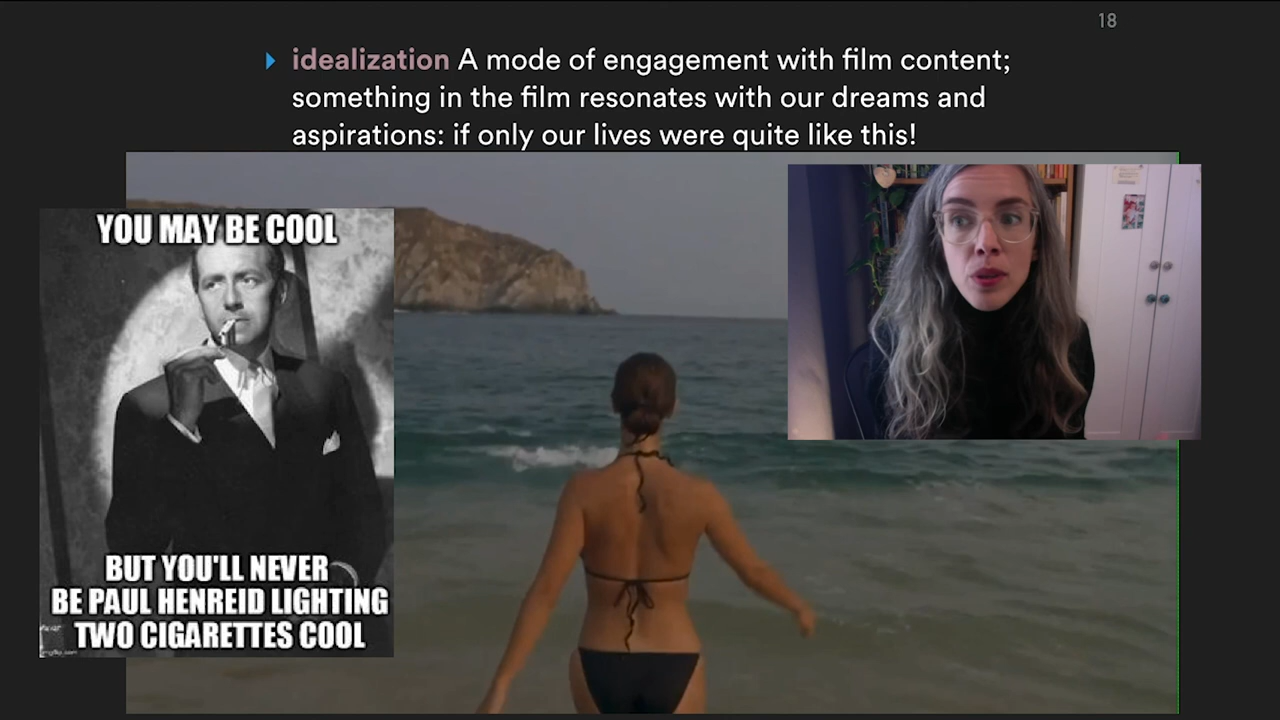 18
idealization A mode of engagement with film content;
something in the film resonates with our dreams and
aspirations: if only our lives were quite like this!
YOU MAY BE COOL
BUT YOU'LL NEVER
BE PAUL HENREID LIGHTING
TWO CIGARETTES COOL
imgflip.com